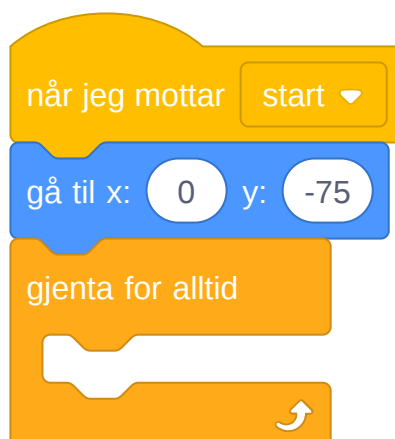 når jeg mottar start
gå til x: 0 y: -75
gjenta for alltid